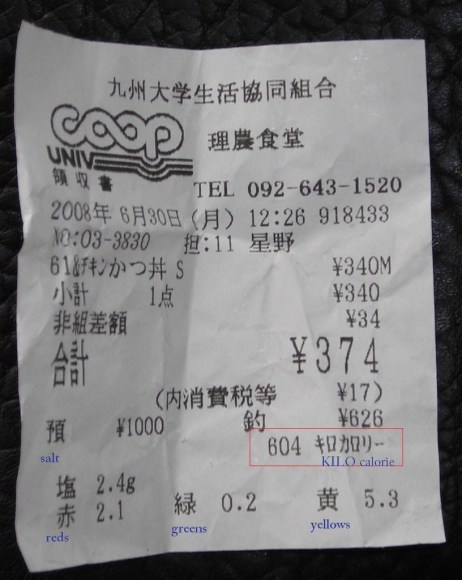 九州大学生活協同組合
coop
UNIV
理農食堂
領収書
TEL 092-643-1520
2008年 6月30日 (月) 12:26 918433
NO:03-3830 担:11 星野
61&ﾁｷﾝかつ丼 S ¥340M
小計 1点 ¥340
非組差額 ¥34
合計 ¥374
(内消費税等 ¥17)
預 ¥1000 釣 ¥626
604 ｷﾛｶﾛﾘｰ
salt KILO calorie
塩 2.4g
赤 2.1 緑 0.2 黄 5.3
reds greens yellows